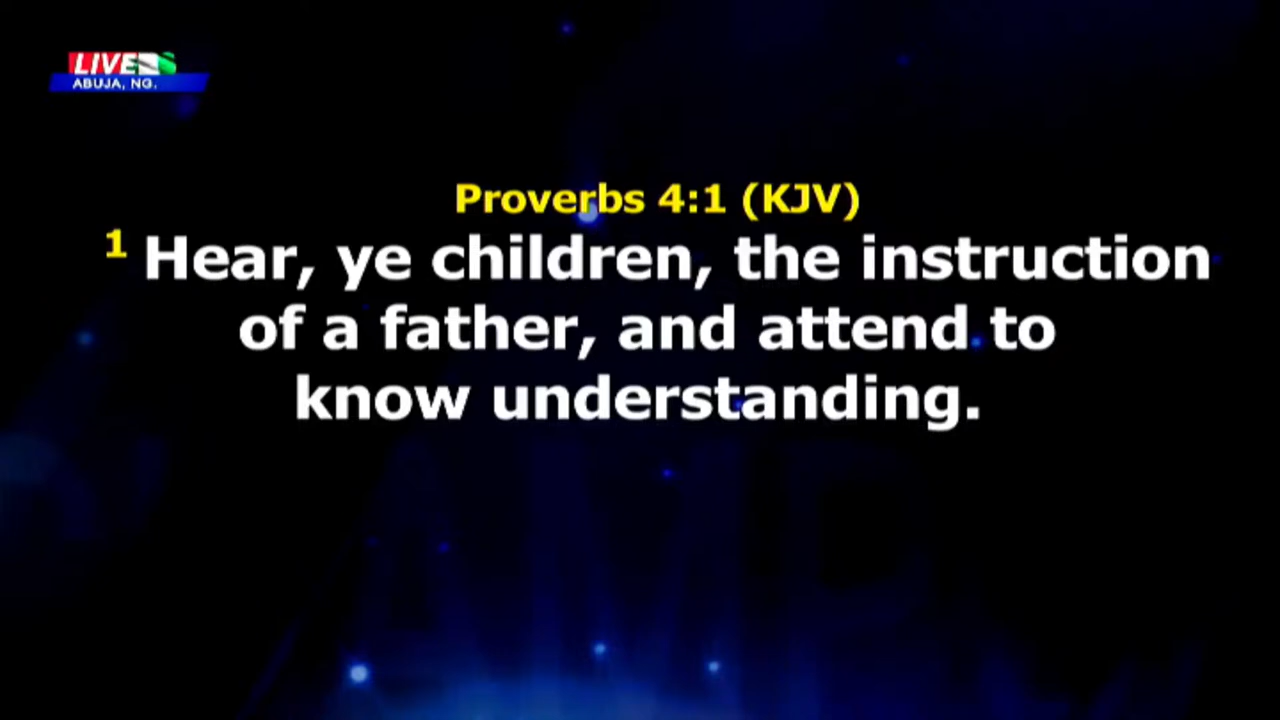 LIVE
ABUJA, NG.
Proverbs 4:1 (KJV)
1 Hear, ye children, the instruction
of a father, and attend to
know understanding.